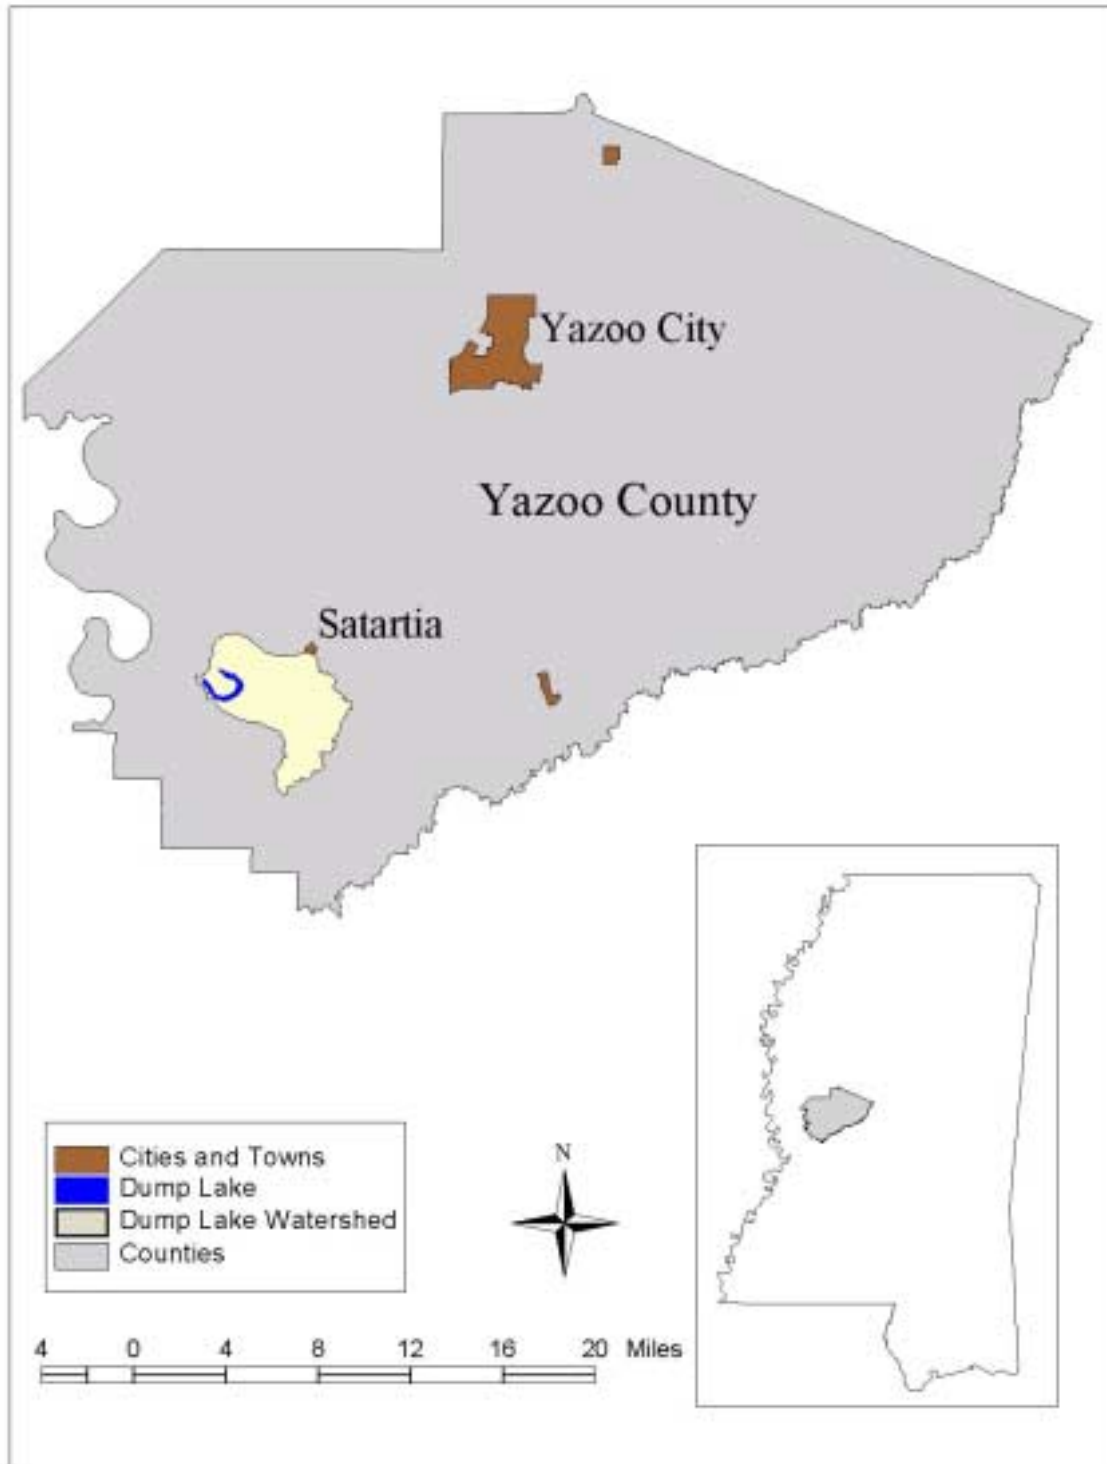 Yazoo City
Yazoo County
Satartia
Cities and Towns
Dump Lake
Dump Lake Watershed
Counties
N
4 0 4 8 12 16 20 Miles